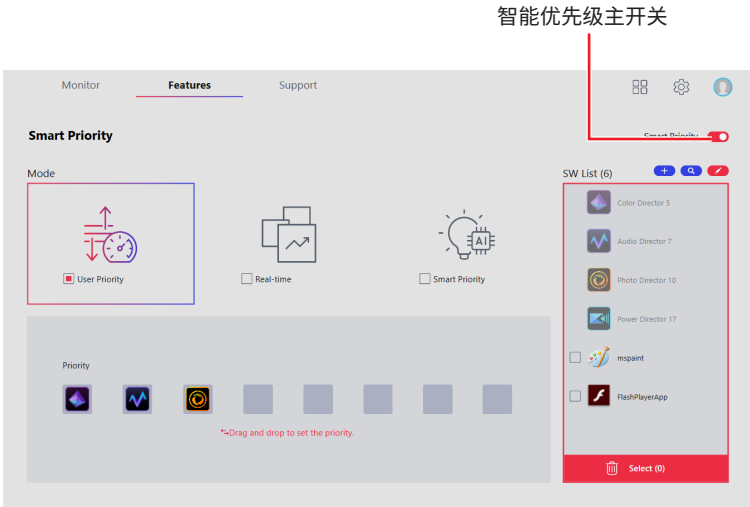 智能优先级主开关
Monitor
Features
Support
Smart Priority
Smart Priority
Mode
SW List (6)
User Priority
Real-time
AI
Smart Priority
Color Director 5
Audio Director 7
Photo Director 10
Power Director 17
mspaint
FlashPlayerApp
Priority
Drag and drop to set the priority.
Select (0)